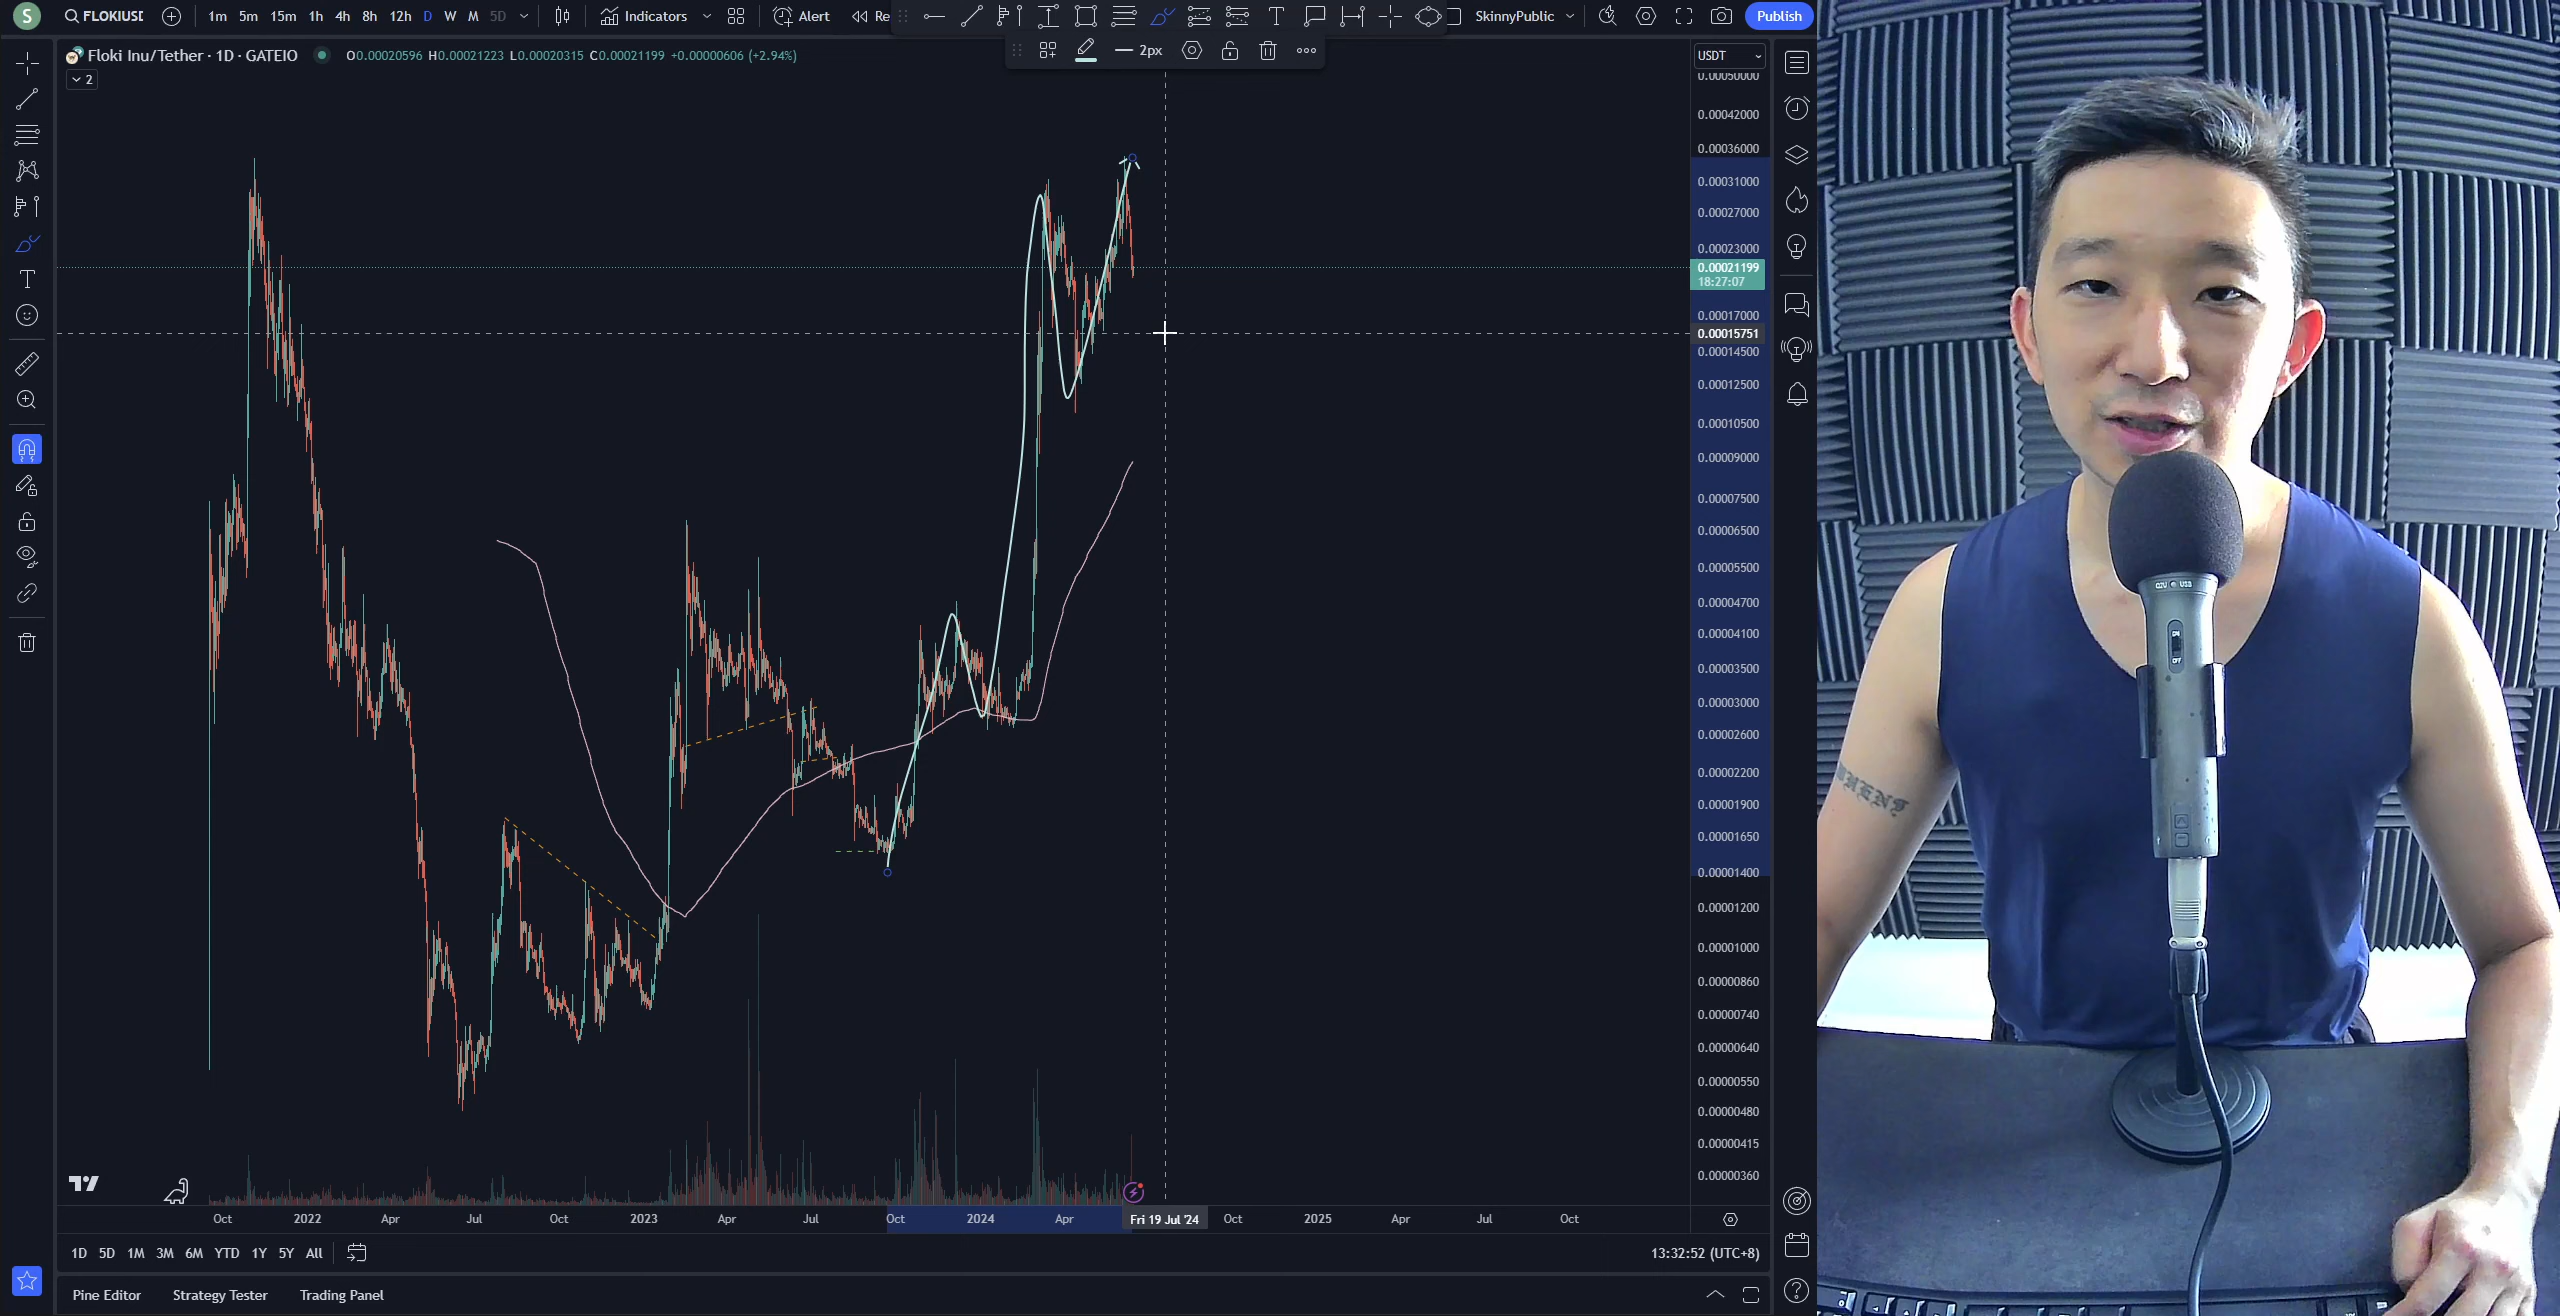 S
FLOKIUSI
1m 5m 15m 1h 4h 8h 12h D W M 5D
Indicators
Alert
Re
SkinnyPublic
Publish
2px
Floki Inu/Tether · 1D · GATEIO
O0.00020596 H0.00021223 L0.00020315 C0.00021199 +0.00000606 (+2.94%)
2
USDT
0.00050000
0.00042000
0.00036000
0.00031000
0.00027000
0.00023000
0.00021199
18:27:07
0.00017000
0.00015751
0.00014500
0.00012500
0.00010500
0.00009000
0.00007500
0.00006500
0.00005500
0.00004700
0.00004100
0.00003500
0.00003000
0.00002600
0.00002200
0.00001900
0.00001650
0.00001400
0.00001200
0.00001000
0.00000860
0.00000740
0.00000640
0.00000550
0.00000480
0.00000415
0.00000360
Oct 2022 Apr Jul Oct 2023 Apr Jul Oct 2024 Apr Fri 19 Jul '24 Oct 2025 Apr Jul Oct
1D 5D 1M 3M 6M YTD 1Y 5Y All
13:32:52 (UTC+8)
Pine Editor Strategy Tester Trading Panel
OZU USB
ON
OFF